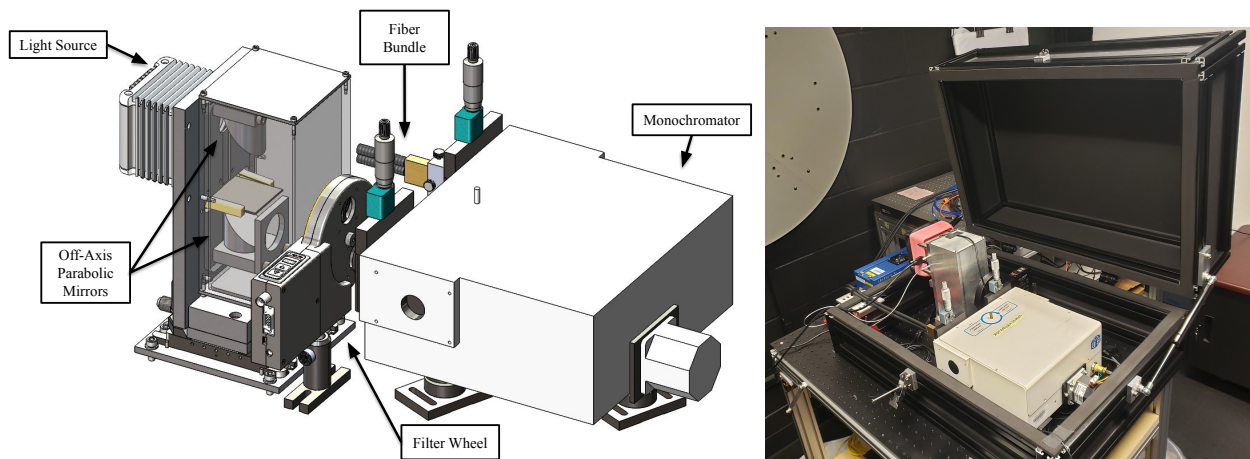 Light Source
Fiber
Bundle
Monochromator
Off-Axis
Parabolic
Mirrors
Filter Wheel